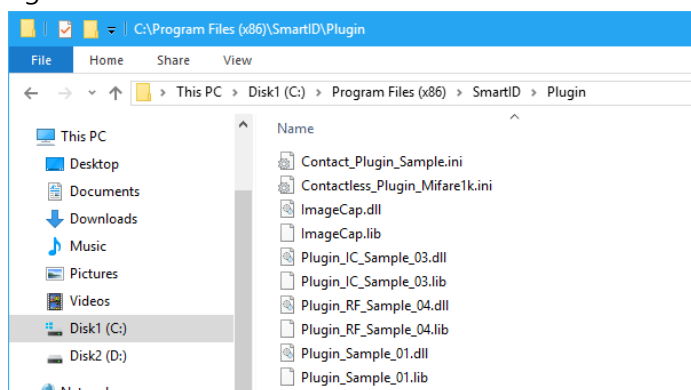 C:\Program Files (x86)\SmartID\Plugin
File Home Share View
This PC > Disk1 (C:) > Program Files (x86) > SmartID > Plugin
This PC
Desktop
Documents
Downloads
Music
Pictures
Videos
Disk1 (C:)
Disk2 (D:)
Name
Contact_Plugin_Sample.ini
Contactless_Plugin_Mifare1k.ini
ImageCap.dll
ImageCap.lib
Plugin_IC_Sample_03.dll
Plugin_IC_Sample_03.lib
Plugin_RF_Sample_04.dll
Plugin_RF_Sample_04.lib
Plugin_Sample_01.dll
Plugin_Sample_01.lib